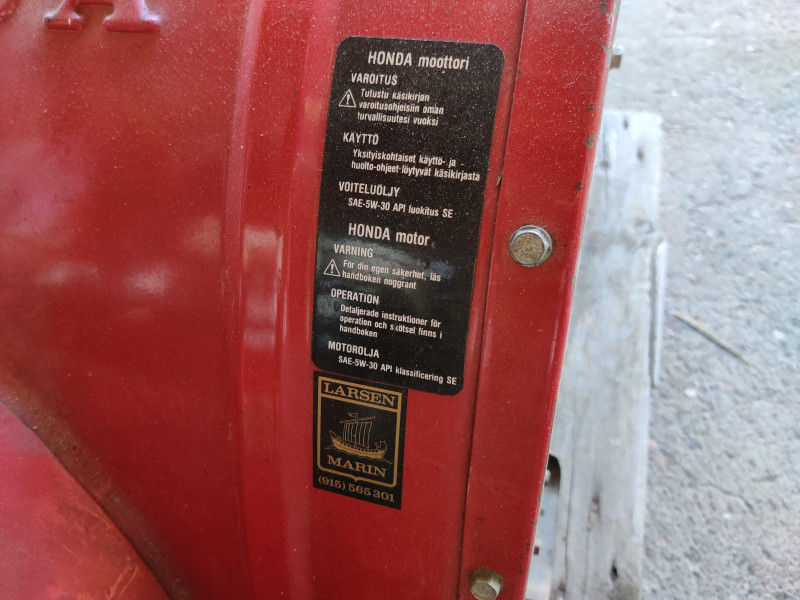 DA
HONDA moottori
VAROITUS
Tutustu käsikirjan
varoitusohjeisiin oman
turvallisuutesi vuoksi
KÄYTTÖ
Yksityiskohtaiset käyttö- ja
huolto-ohjeet löytyvät käsikirjasta
VOITELUÖLJY
SAE-5W-30 API luokitus SE
HONDA motor
VARNING
För din egen säkerhet, läs
handboken noggrant
OPERATION
Detaljerade instruktioner för
operation och skötsel finns i
handboken
MOTOROLJA
SAE-5W-30 API klassificering SE
LARSEN
MARIN
(915) 565 301